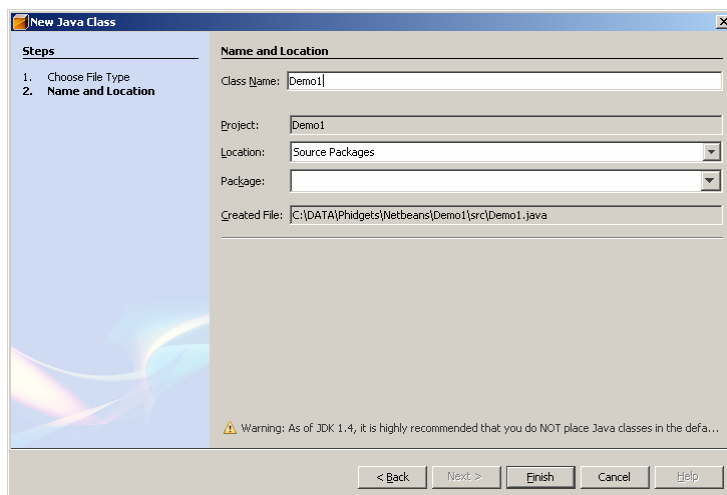 New Java Class
Steps
1. Choose File Type
2. Name and Location
Name and Location
Class Name: Demo1
Project: Demo1
Location: Source Packages
Package:
Created File: C:\DATA\Phidgets\Netbeans\Demo1\src\Demo1.java
Warning: As of JDK 1.4, it is highly recommended that you do NOT place Java classes in the defa...
< Back Next > Finish Cancel Help